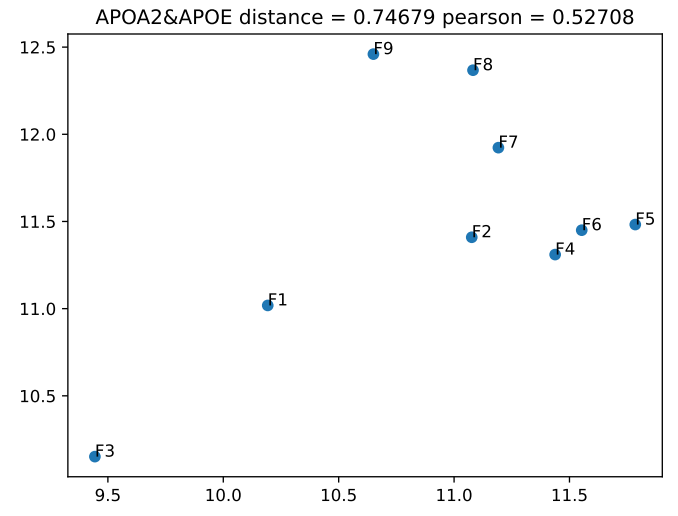 APOA2&APOE distance = 0.74679 pearson = 0.52708
12.5
F9
F8
12.0
F7
11.5
F5
F6
F2
F4
11.0
F1
10.5
F3
9.5 10.0 10.5 11.0 11.5